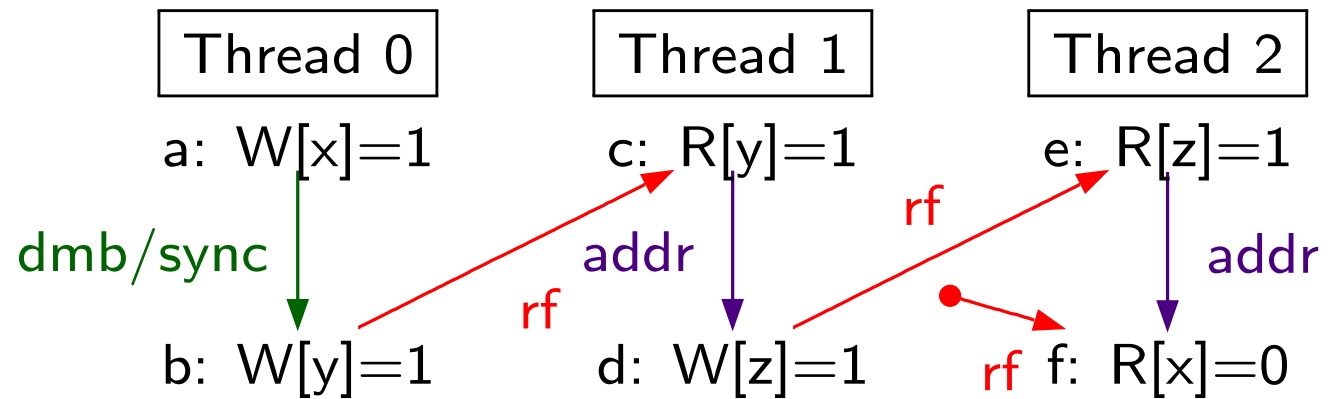 Thread 0 Thread 1 Thread 2
a: W[x]=1 c: R[y]=1 e: R[z]=1
rf
dmb/sync addr addr
rf
b: W[y]=1 d: W[z]=1 rf f: R[x]=0